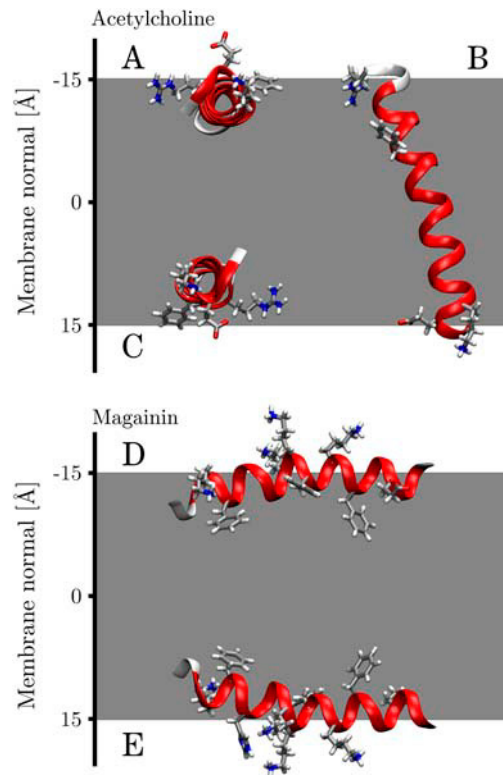 Acetylcholine
A
B
-15
0
15
Membrane normal [Å]
C
Magainin
D
-15
0
15
Membrane normal [Å]
E